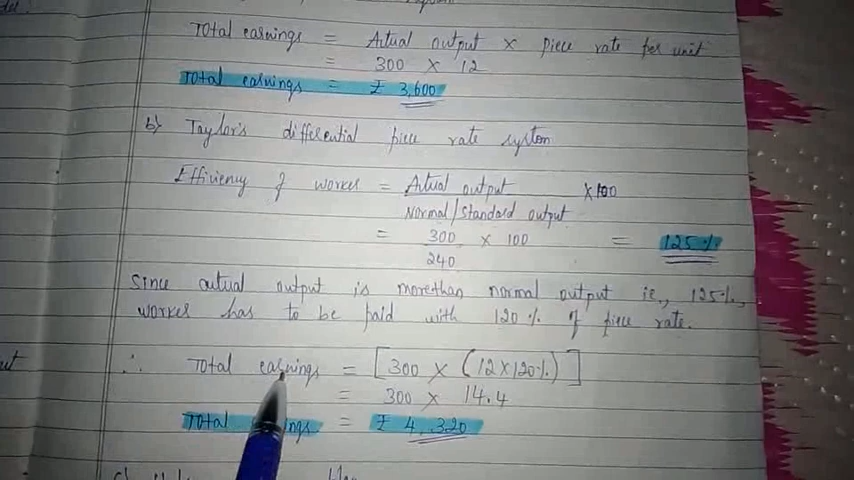 Total earnings = Actual output × piece rate per unit
= 300 × 12
Total earnings = ₹ 3,600
b) Taylor's differential piece rate system
Efficiency of worker = Actual output ×100
Normal/Standard output
= 300 × 100 = 125%
240
Since actual output is morethan normal output ie., 125%,
worker has to be paid with 120% of piece rate.
∴ Total earnings = [300 × (12×120%)]
= 300 × 14.4
Total earnings = ₹ 4,320